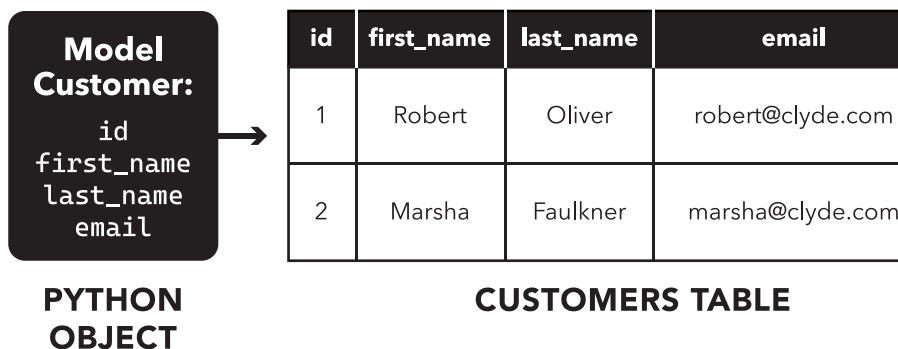 Model
Customer:
id
first_name
last_name
email
PYTHON
OBJECT
id first_name last_name email
1 Robert Oliver robert@clyde.com
2 Marsha Faulkner marsha@clyde.com
CUSTOMERS TABLE